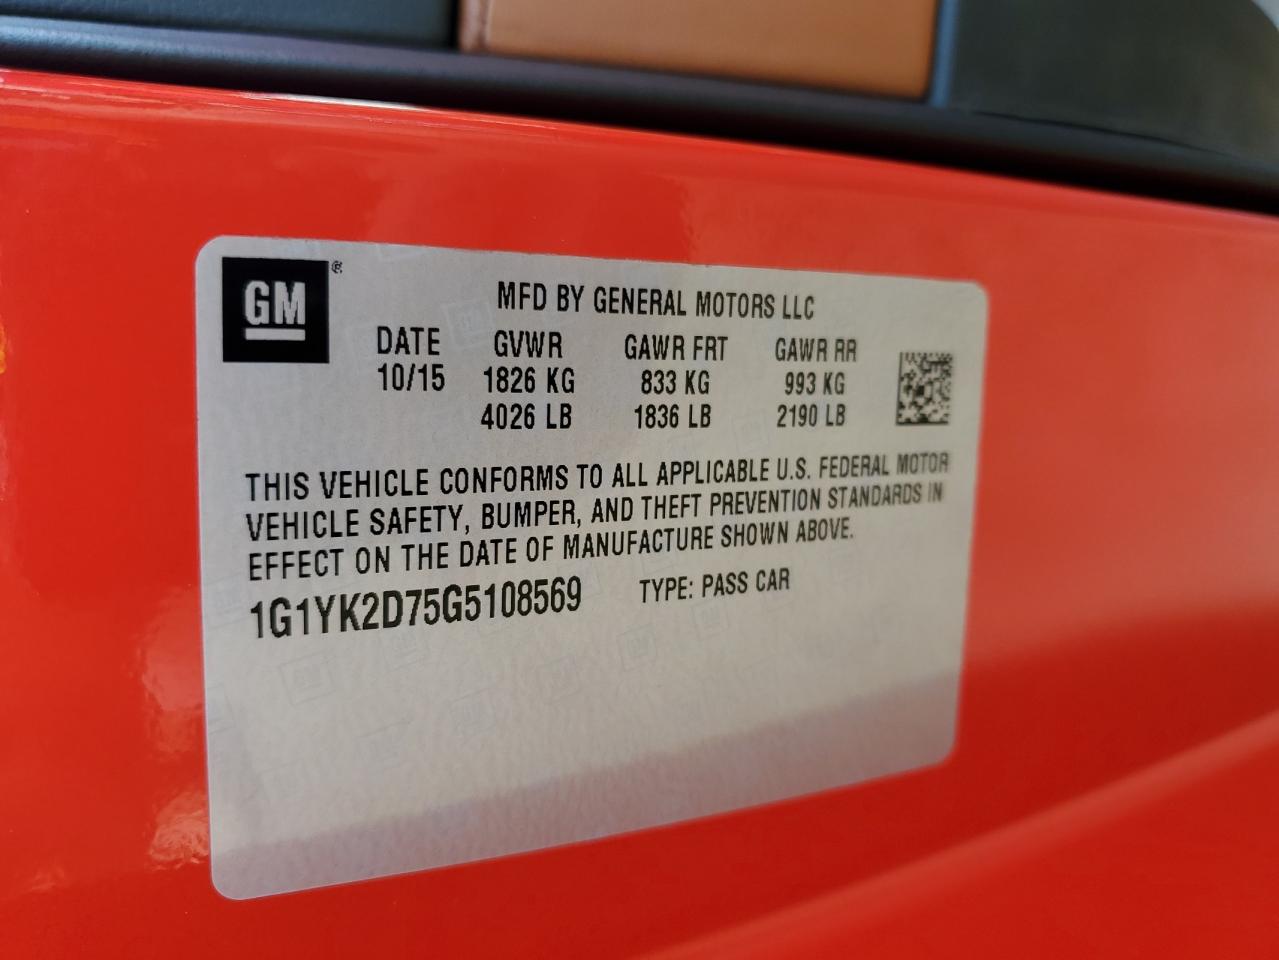 GM ®
MFD BY GENERAL MOTORS LLC
DATE GVWR GAWR FRT GAWR RR
10/15 1826 KG 833 KG 993 KG
4026 LB 1836 LB 2190 LB
THIS VEHICLE CONFORMS TO ALL APPLICABLE U.S. FEDERAL MOTOR
VEHICLE SAFETY, BUMPER, AND THEFT PREVENTION STANDARDS IN
EFFECT ON THE DATE OF MANUFACTURE SHOWN ABOVE.
1G1YK2D75G5108569 TYPE: PASS CAR